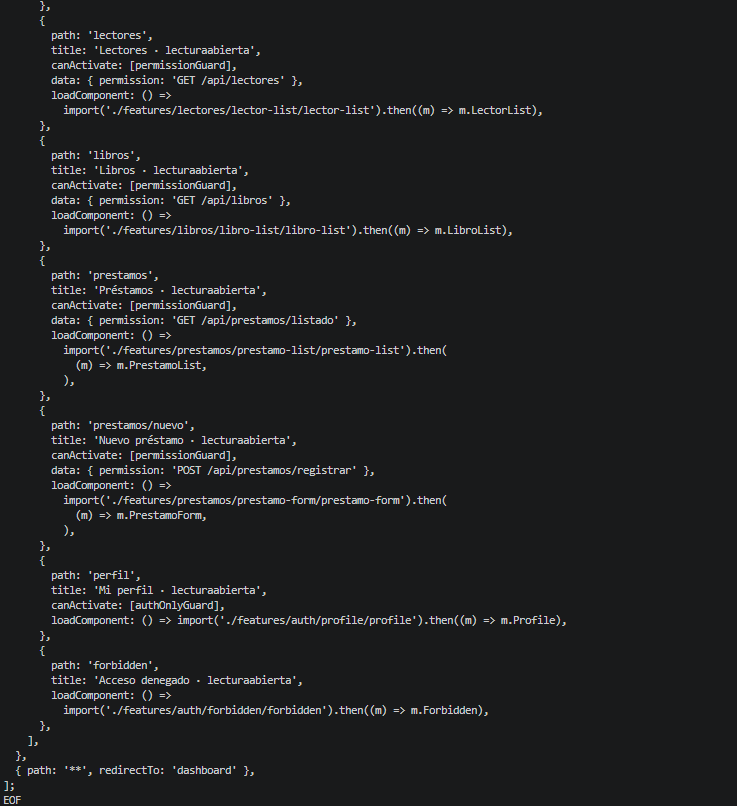 },
      {
        path: 'lectores',
        title: 'Lectores · lecturaabierta',
        canActivate: [permissionGuard],
        data: { permission: 'GET /api/lectores' },
        loadComponent: () =>
          import('./features/lectores/lector-list/lector-list').then((m) => m.LectorList),
      },
      {
        path: 'libros',
        title: 'Libros · lecturaabierta',
        canActivate: [permissionGuard],
        data: { permission: 'GET /api/libros' },
        loadComponent: () =>
          import('./features/libros/libro-list/libro-list').then((m) => m.LibroList),
      },
      {
        path: 'prestamos',
        title: 'Préstamos · lecturaabierta',
        canActivate: [permissionGuard],
        data: { permission: 'GET /api/prestamos/listado' },
        loadComponent: () =>
          import('./features/prestamos/prestamo-list/prestamo-list').then(
            (m) => m.PrestamoList,
          ),
      },
      {
        path: 'prestamos/nuevo',
        title: 'Nuevo préstamo · lecturaabierta',
        canActivate: [permissionGuard],
        data: { permission: 'POST /api/prestamos/registrar' },
        loadComponent: () =>
          import('./features/prestamos/prestamo-form/prestamo-form').then(
            (m) => m.PrestamoForm,
          ),
      },
      {
        path: 'perfil',
        title: 'Mi perfil · lecturaabierta',
        canActivate: [authOnlyGuard],
        loadComponent: () => import('./features/auth/profile/profile').then((m) => m.Profile),
      },
      {
        path: 'forbidden',
        title: 'Acceso denegado · lecturaabierta',
        loadComponent: () =>
          import('./features/auth/forbidden/forbidden').then((m) => m.Forbidden),
      },
    ],
  },
  { path: '**', redirectTo: 'dashboard' },
];
EOF